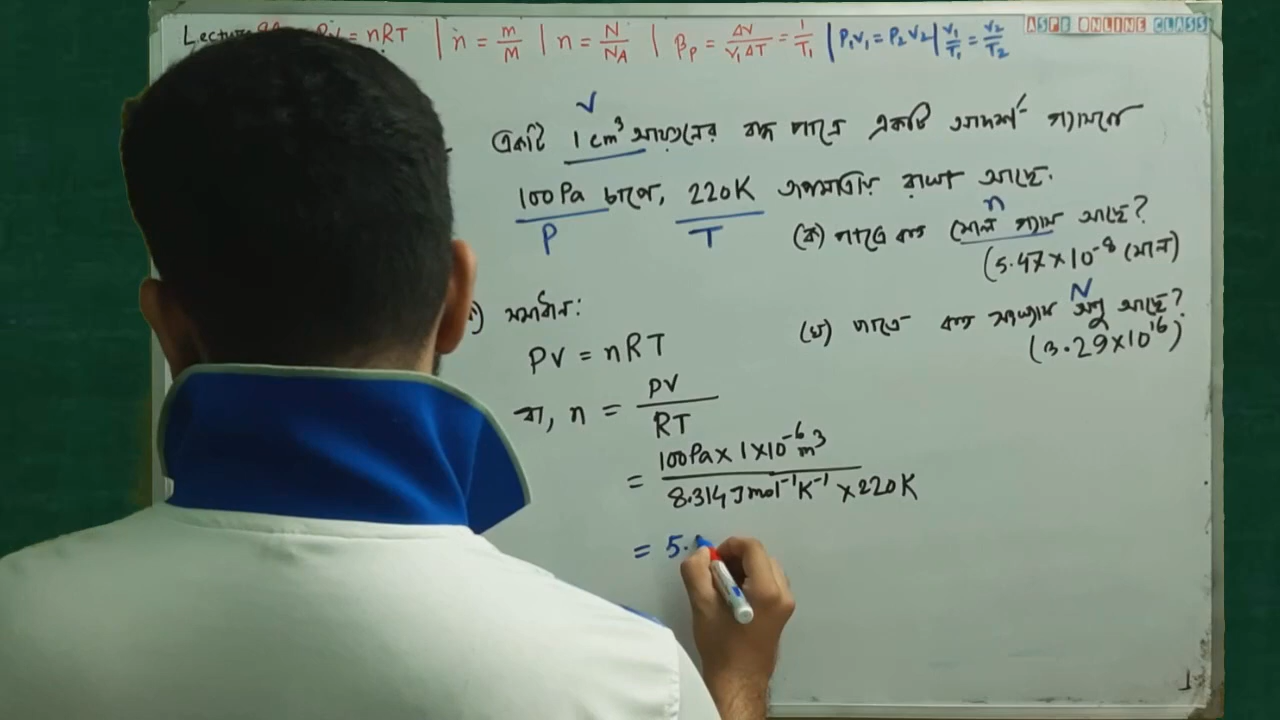 Lecture = nRT | n = m/M | n = N/N_A | β_P = ΔV/V₁ΔT = 1/T₁ | P₁V₁ = P₂V₂ | V₁/T₁ = V₂/T₂
ASPE ONLINE CLASS
V
একটি 1 cm³ আয়তনের বদ্ধ পাত্রে একটি আদর্শ গ্যাসকে
100 Pa চাপে, 220K তাপমাত্রায় রাখা আছে.
P T n
(ক) পাত্রে কত মোল গ্যাস আছে?
(5.47×10⁻⁸ মোল)
N
(খ) পাত্রে কত সংখ্যক অণু আছে?
(3.29×10¹⁶)
) সমাধান:
PV = nRT
বা, n = PV/RT
= 100Pa × 1×10⁻⁶ m³ / 8.314 J mol⁻¹K⁻¹ × 220K
= 5.